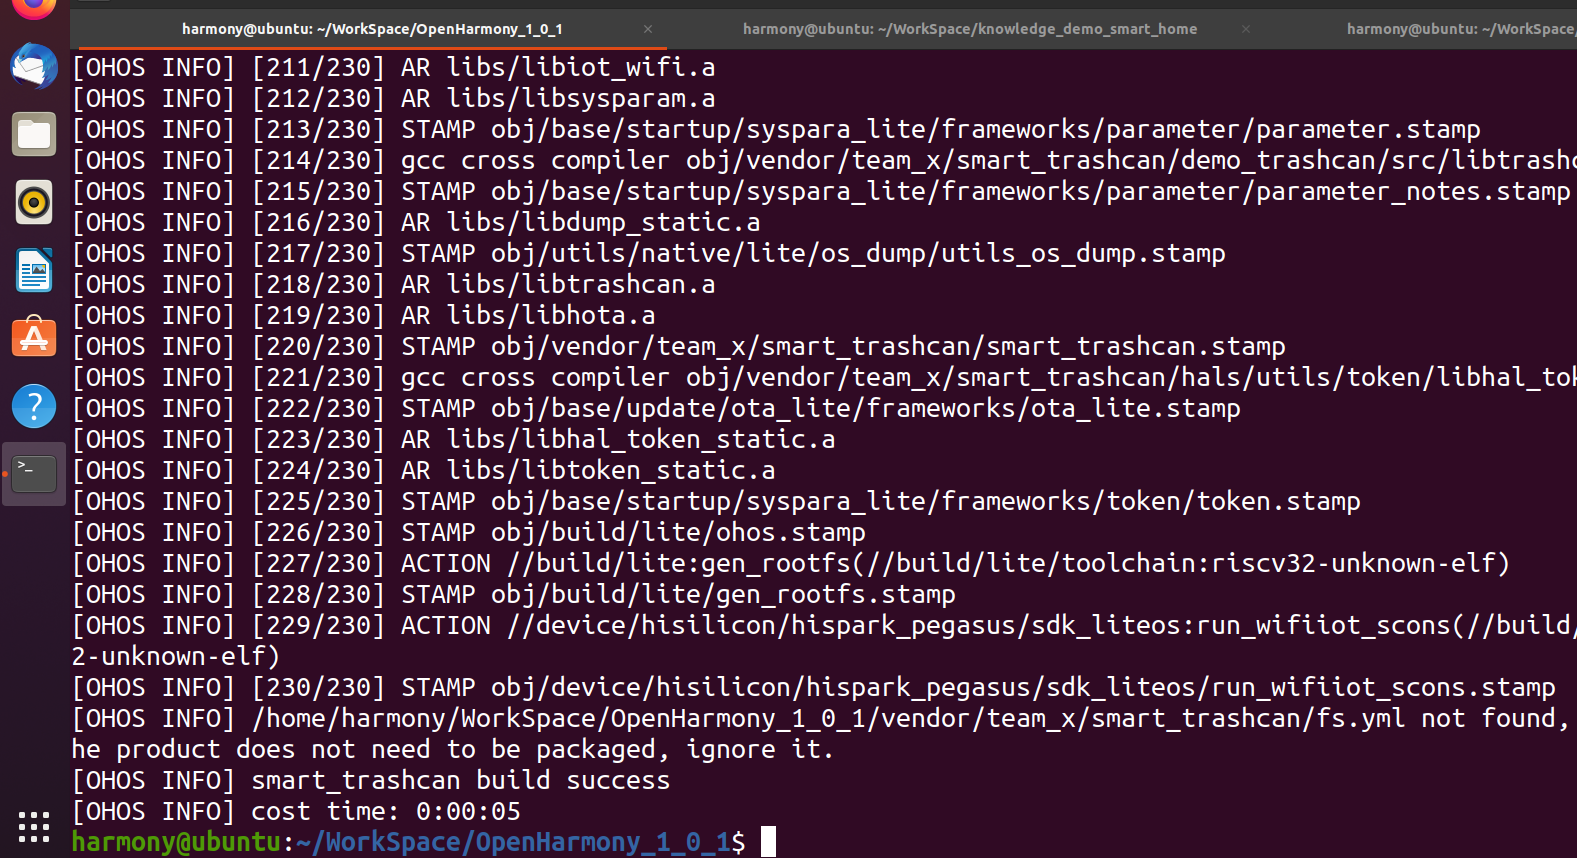 harmony@ubuntu: ~/WorkSpace/OpenHarmony_1_0_1 × harmony@ubuntu: ~/WorkSpace/knowledge_demo_smart_home × harmony@ubuntu: ~/WorkSpace/
[OHOS INFO] [211/230] AR libs/libiot_wifi.a
[OHOS INFO] [212/230] AR libs/libsysparam.a
[OHOS INFO] [213/230] STAMP obj/base/startup/syspara_lite/frameworks/parameter/parameter.stamp
[OHOS INFO] [214/230] gcc cross compiler obj/vendor/team_x/smart_trashcan/demo_trashcan/src/libtrashc
[OHOS INFO] [215/230] STAMP obj/base/startup/syspara_lite/frameworks/parameter/parameter_notes.stamp
[OHOS INFO] [216/230] AR libs/libdump_static.a
[OHOS INFO] [217/230] STAMP obj/utils/native/lite/os_dump/utils_os_dump.stamp
[OHOS INFO] [218/230] AR libs/libtrashcan.a
[OHOS INFO] [219/230] AR libs/libhota.a
[OHOS INFO] [220/230] STAMP obj/vendor/team_x/smart_trashcan/smart_trashcan.stamp
[OHOS INFO] [221/230] gcc cross compiler obj/vendor/team_x/smart_trashcan/hals/utils/token/libhal_tok
[OHOS INFO] [222/230] STAMP obj/base/update/ota_lite/frameworks/ota_lite.stamp
[OHOS INFO] [223/230] AR libs/libhal_token_static.a
[OHOS INFO] [224/230] AR libs/libtoken_static.a
[OHOS INFO] [225/230] STAMP obj/base/startup/syspara_lite/frameworks/token/token.stamp
[OHOS INFO] [226/230] STAMP obj/build/lite/ohos.stamp
[OHOS INFO] [227/230] ACTION //build/lite:gen_rootfs(//build/lite/toolchain:riscv32-unknown-elf)
[OHOS INFO] [228/230] STAMP obj/build/lite/gen_rootfs.stamp
[OHOS INFO] [229/230] ACTION //device/hisilicon/hispark_pegasus/sdk_liteos:run_wifiiot_scons(//build/
2-unknown-elf)
[OHOS INFO] [230/230] STAMP obj/device/hisilicon/hispark_pegasus/sdk_liteos/run_wifiiot_scons.stamp
[OHOS INFO] /home/harmony/WorkSpace/OpenHarmony_1_0_1/vendor/team_x/smart_trashcan/fs.yml not found,
he product does not need to be packaged, ignore it.
[OHOS INFO] smart_trashcan build success
[OHOS INFO] cost time: 0:00:05
harmony@ubuntu:~/WorkSpace/OpenHarmony_1_0_1$